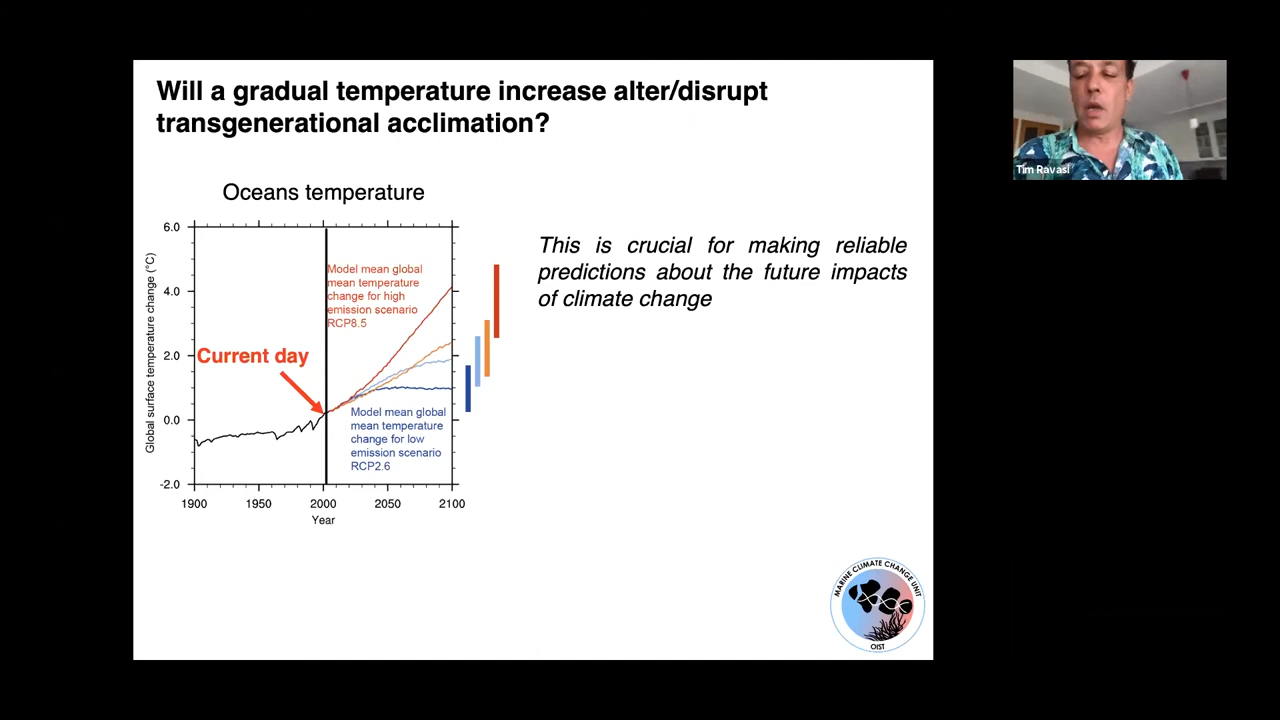 Will a gradual temperature increase alter/disrupt
transgenerational acclimation?
Oceans temperature
This is crucial for making reliable
predictions about the future impacts
of climate change
Global surface temperature change (°C)
6.0
4.0
2.0
0.0
-2.0
Model mean global
mean temperature
change for high
emission scenario
RCP8.5
Current day
Model mean global
mean temperature
change for low
emission scenario
RCP2.6
1900
1950
2000
2050
2100
Year
MARINE CLIMATE CHANGE UNIT
OIST
Tim Ravasi